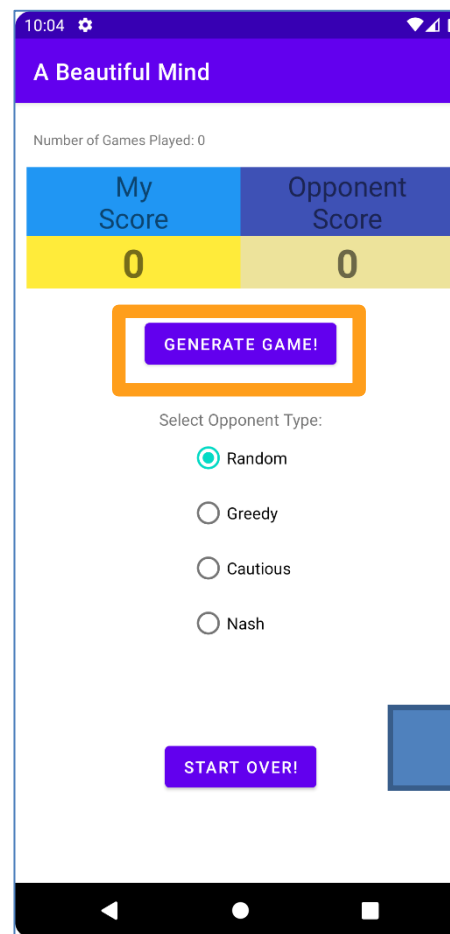 10:04
A Beautiful Mind
Number of Games Played: 0
My
Score
Opponent
Score
0
0
GENERATE GAME!
Select Opponent Type:
Random
Greedy
Cautious
Nash
START OVER!